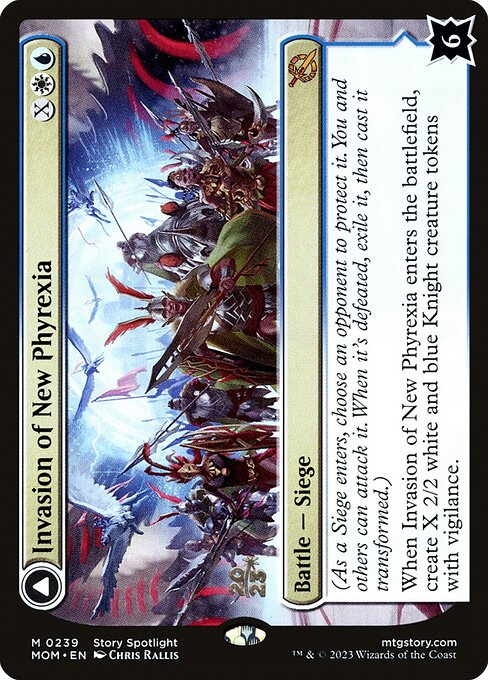 Invasion of New Phyrexia
X
2023
Battle — Siege
(As a Siege enters, choose an opponent to protect it. You and
others can attack it. When it's defeated, exile it, then cast it
transformed.)
When Invasion of New Phyrexia enters the battlefield,
create X 2/2 white and blue Knight creature tokens
with vigilance.
6
M 0239 Story Spotlight
MOM • EN Chris Rallis
mtgstory.com
™ & © 2023 Wizards of the Coast